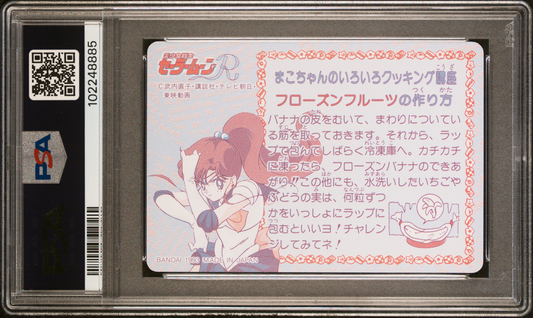 PSA
102248885
美少女戦士
セーラームーンR
©武内直子・講談社・テレビ朝日・
東映動画
まこちゃんのいろいろクッキング講座
フローズンフルーツの作り方
バナナの皮をむいて、まわりについてい
る筋を取っておきます。それから、ラッ
プで包んでしばらく冷凍庫へ。カチカチ
に凍ったら、フローズンバナナのできあ
がり!!この他にも、水洗いしたいちごや
ぶどうの実は、何粒ずつ
かをいっしょにラップに
包むといいヨ!チャレン
ジしてみてネ!
BANDAI 1993 MADE IN JAPAN